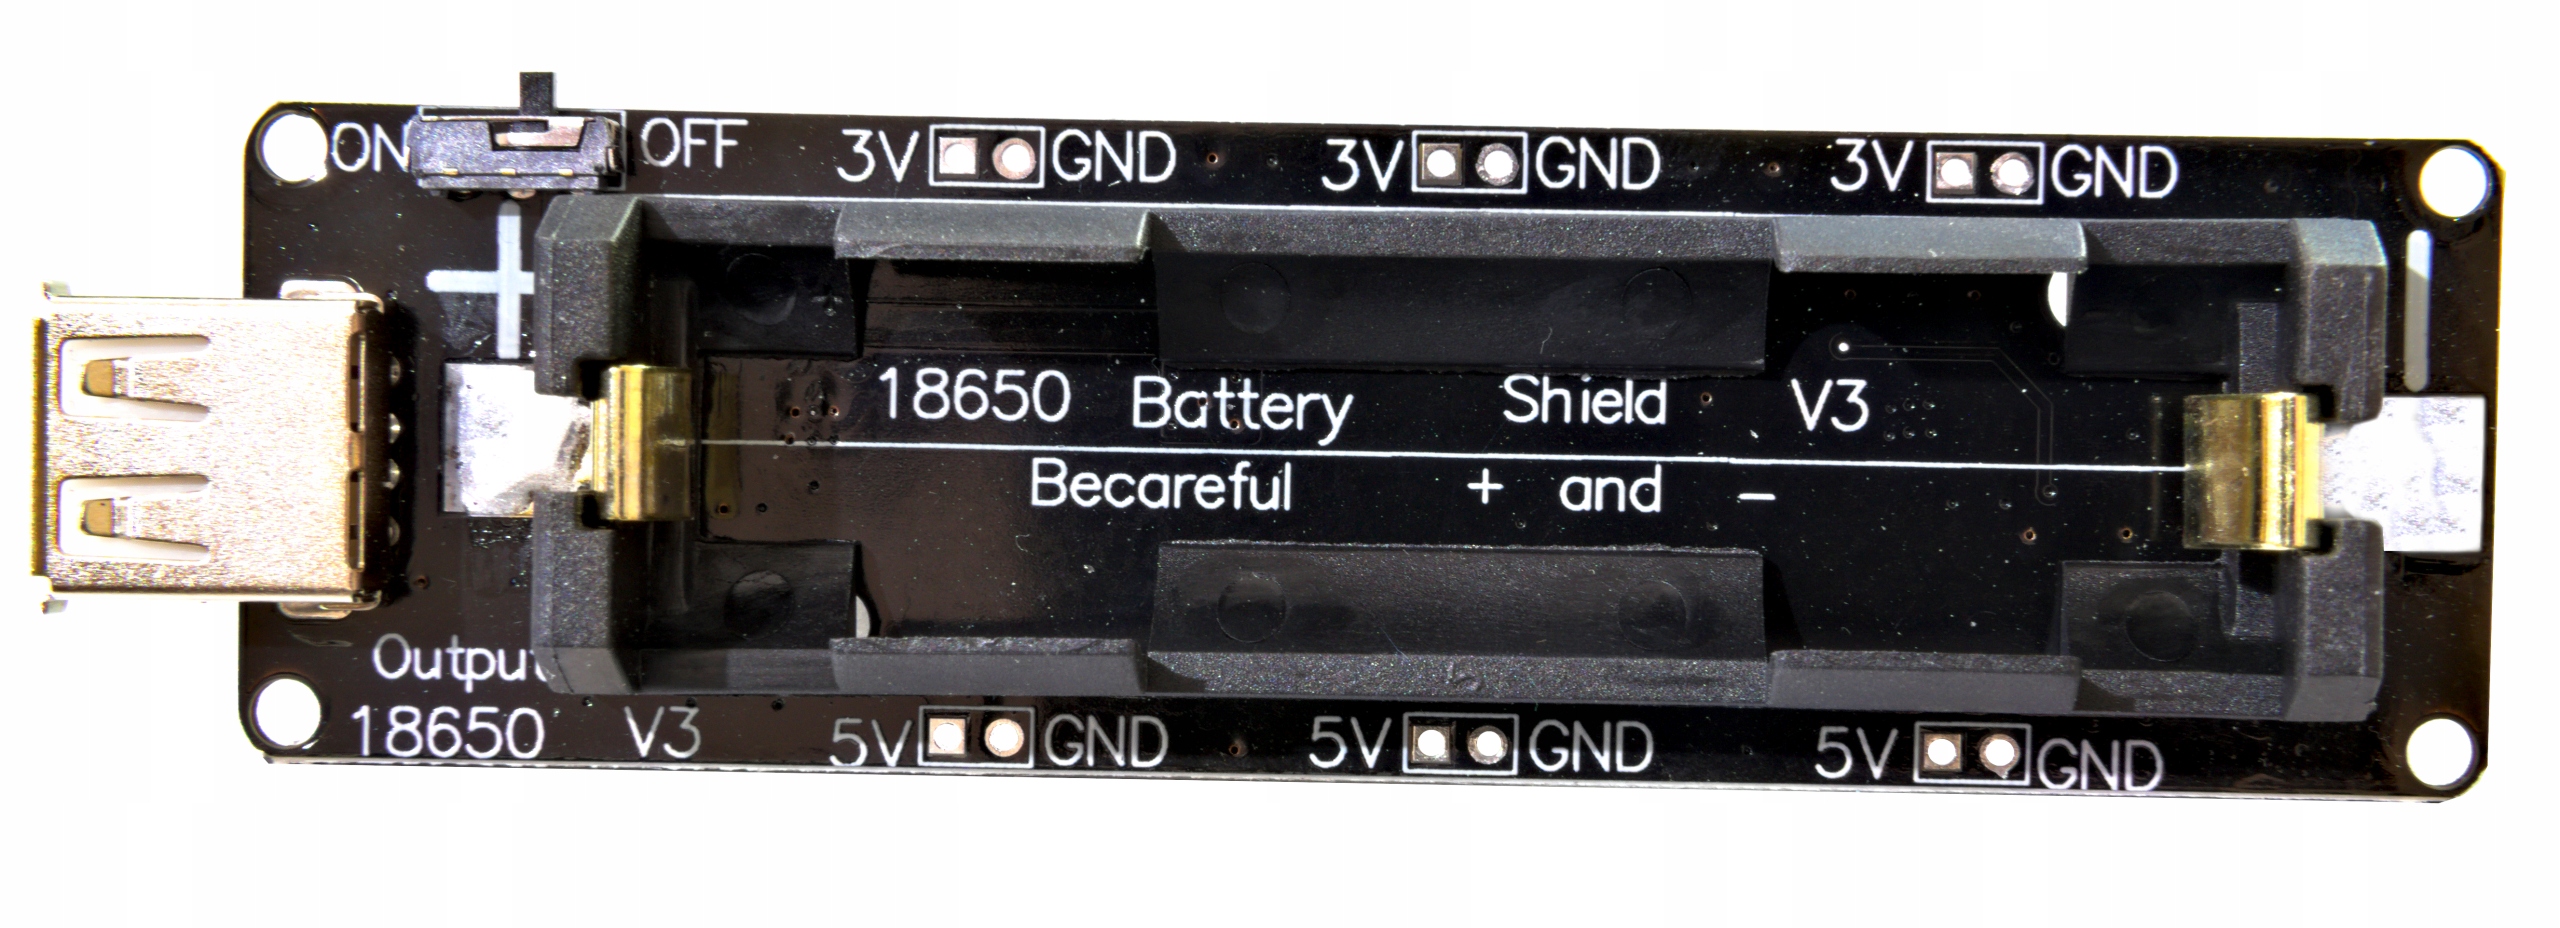 ON OFF 3V GND 3V GND 3V GND
+ -
18650 Battery Shield V3
Becareful + and -
Output
18650 V3 5V GND 5V GND 5V GND